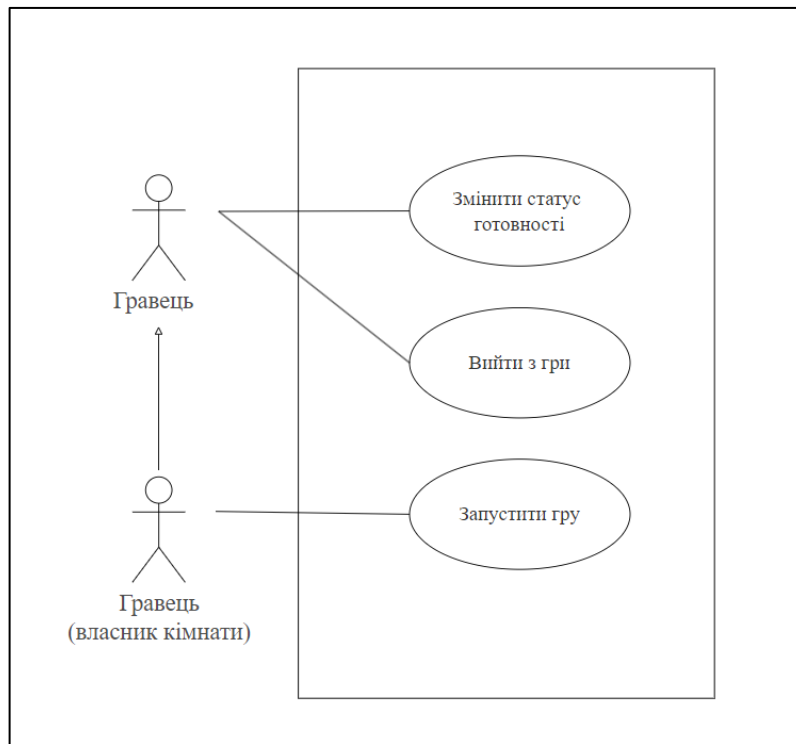 Змінити статус
готовності
Гравець
Вийти з гри
Запустити гру
Гравець
(власник кімнати)